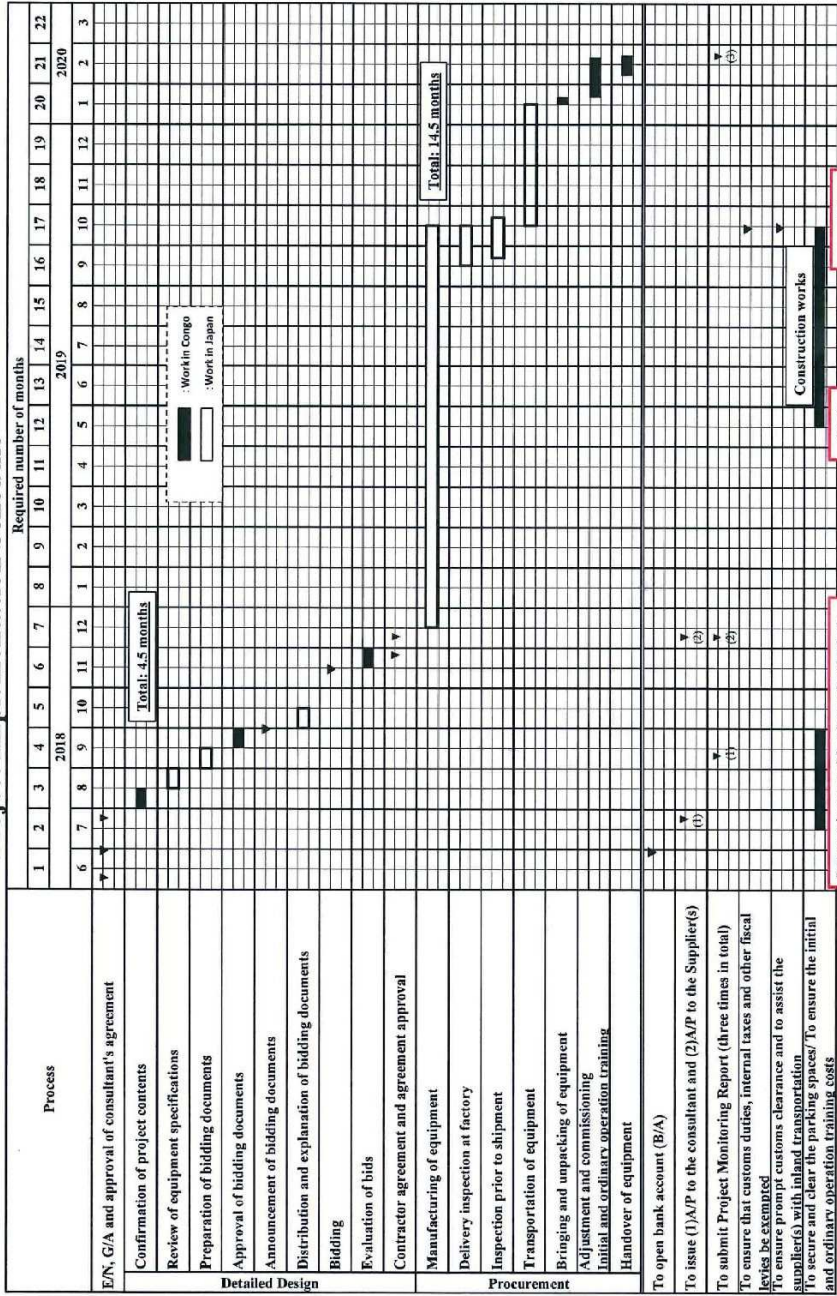 Required number of months
Process
1 2 3 4 5 6 7 8 9 10 11 12 13 14 15 16 17 18 19 20 21 22
2018 2019 2020
6 7 8 9 10 11 12 1 2 3 4 5 6 7 8 9 10 11 12 1 2 3
E/N, G/A and approval of consultant's agreement
Detailed Design
Confirmation of project contents
Total: 4.5 months
Review of equipment specifications
: Work in Congo
: Work in Japan
Preparation of bidding documents
Approval of bidding documents
Announcement of bidding documents
Distribution and explanation of bidding documents
Bidding
Evaluation of bids
Contractor agreement and agreement approval
Procurement
Manufacturing of equipment
Total: 14.5 months
Delivery inspection at factory
Inspection prior to shipment
Transportation of equipment
Bringing and unpacking of equipment
Adjustment and commissioning
Initial and ordinary operation training
Handover of equipment
To open bank account (B/A)
To issue (1)A/P to the consultant and (2)A/P to the Supplier(s)
(1) (2)
To submit Project Monitoring Report (three times in total)
(1) (2) (3)
To ensure that customs duties, internal taxes and other fiscal
levies be exempted
To ensure prompt customs clearance and to assist the
supplier(s) with inland transportation
Construction works
To secure and clear the parking spaces/ To ensure the initial
and ordinary operation training costs